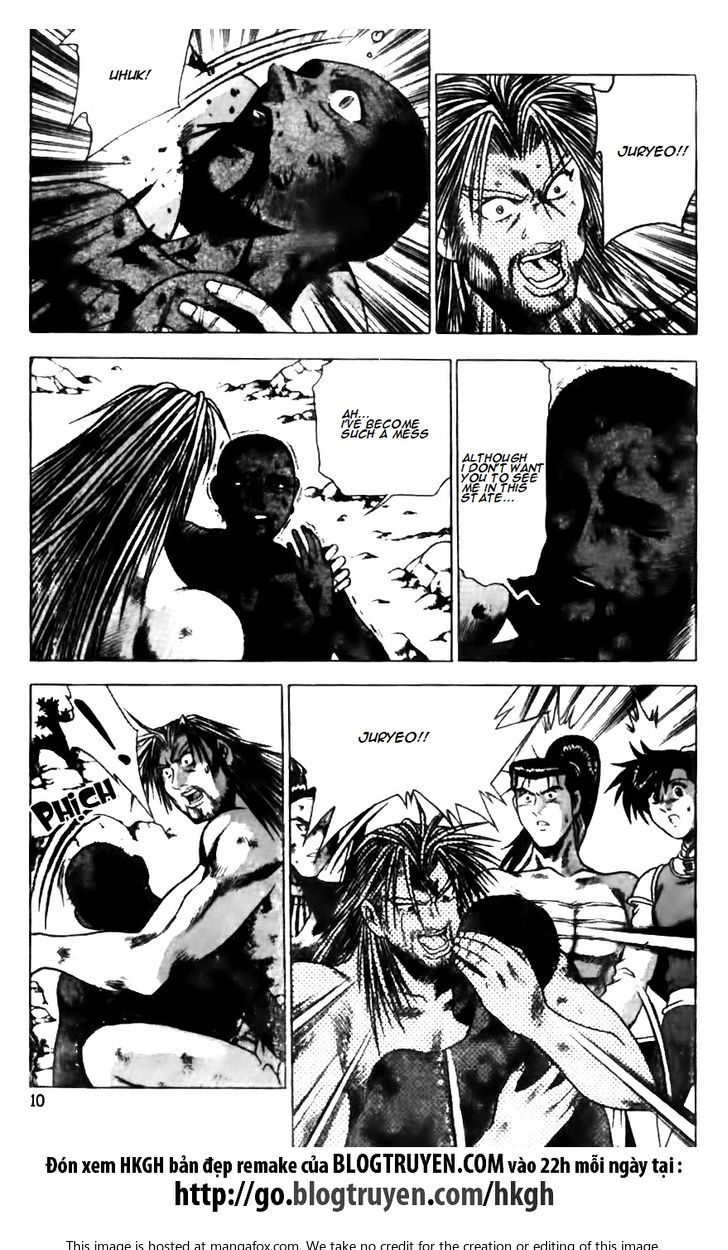 UHUK!
JURYEO!!
AH...
I'VE BECOME
SUCH A MESS
ALTHOUGH
I DON'T WANT
YOU TO SEE
ME IN THIS
STATE...
!
PHỊCH
JURYEO!!
10
Đón xem HKGH bản đẹp remake của BLOGTRUYEN.COM vào 22h mỗi ngày tại :
http://go.blogtruyen.com/hkgh
This image is hosted at mangafox.com. We take no credit for the creation or editing of this image.